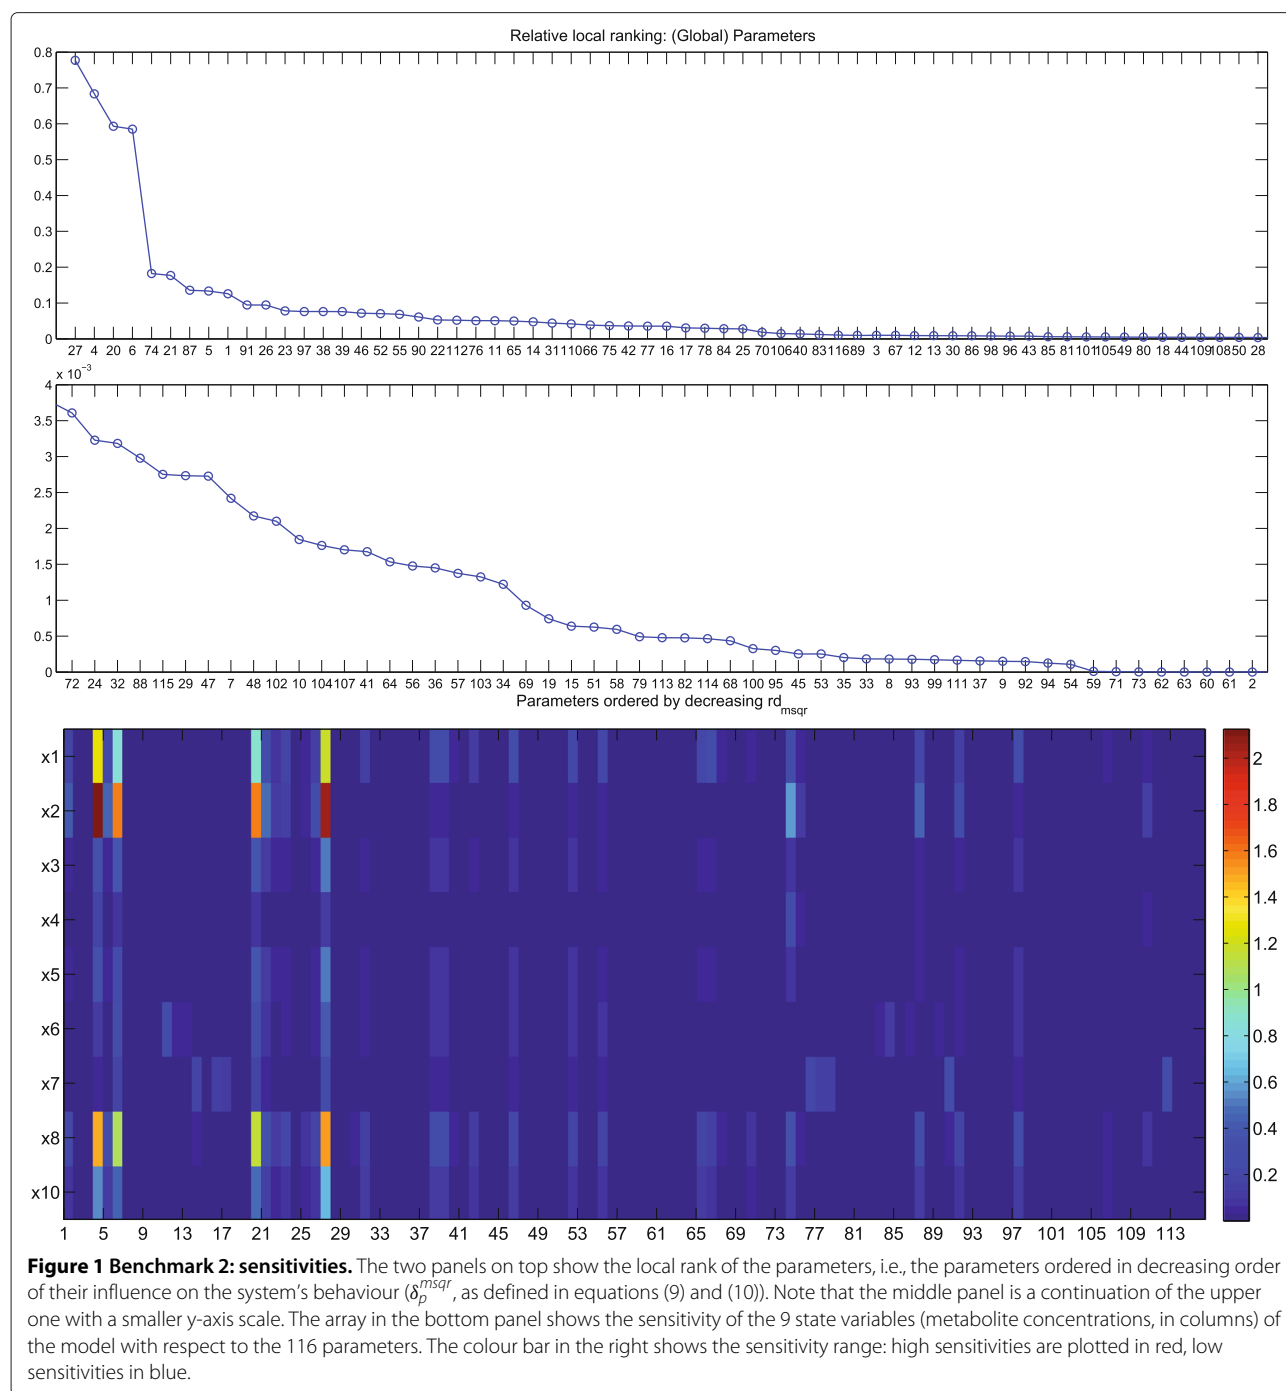 Relative local ranking: (Global) Parameters
0.8
0.7
0.6
0.5
0.4
0.3
0.2
0.1
0
27 4 20 6 74 21 87 5 1 91 26 23 97 38 39 46 52 55 90 22 112 76 11 65 14 31 110 66 75 42 77 16 17 78 84 25 70 106 40 83 116 89 3 67 12 13 30 86 98 96 43 85 81 101 105 49 80 18 44 109 108 50 28
x 10⁻³
4
3.5
3
2.5
2
1.5
1
0.5
0
72 24 32 88 115 29 47 7 48 102 10 104 107 41 64 56 36 57 103 34 69 19 15 51 58 79 113 82 114 68 100 95 45 53 35 33 8 93 99 111 37 9 92 94 54 59 71 73 62 63 60 61 2
Parameters ordered by decreasing rd_msqr
x1
x2
x3
x4
x5
x6
x7
x8
x10
1 5 9 13 17 21 25 29 33 37 41 45 49 53 57 61 65 69 73 77 81 85 89 93 97 101 105 109 113
2
1.8
1.6
1.4
1.2
1
0.8
0.6
0.4
0.2
Figure 1 Benchmark 2: sensitivities. The two panels on top show the local rank of the parameters, i.e., the parameters ordered in decreasing order
of their influence on the system's behaviour (δ_p^msqr, as defined in equations (9) and (10)). Note that the middle panel is a continuation of the upper
one with a smaller y-axis scale. The array in the bottom panel shows the sensitivity of the 9 state variables (metabolite concentrations, in columns) of
the model with respect to the 116 parameters. The colour bar in the right shows the sensitivity range: high sensitivities are plotted in red, low
sensitivities in blue.